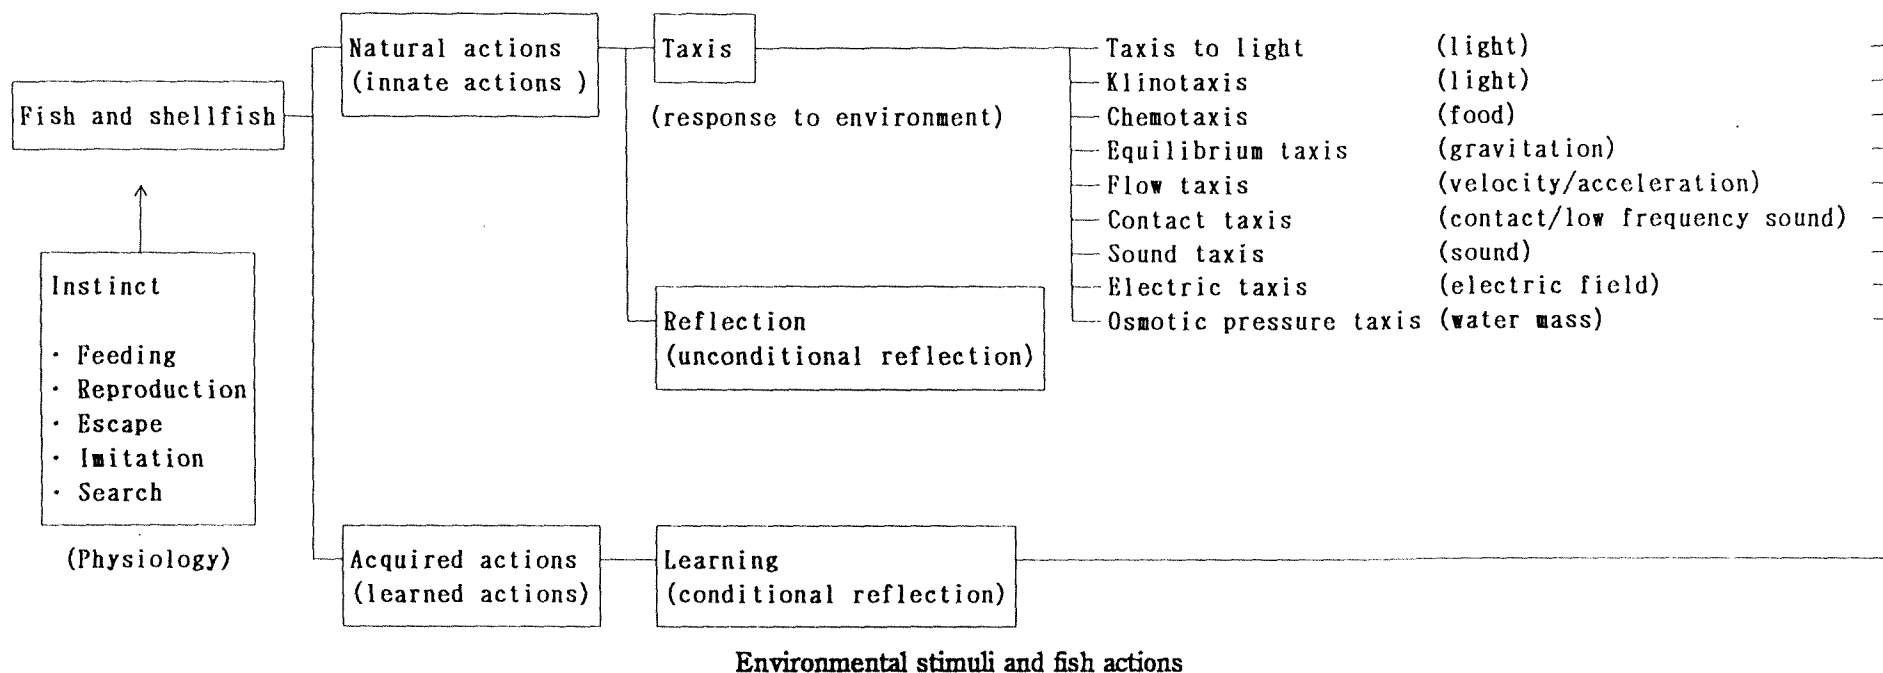 Fish and shellfish
Instinct
· Feeding
· Reproduction
· Escape
· Imitation
· Search
(Physiology)
Natural actions
(innate actions )
Taxis
(response to environment)
Reflection
(unconditional reflection)
Acquired actions
(learned actions)
Learning
(conditional reflection)
Taxis to light (light)
Klinotaxis (light)
Chemotaxis (food)
Equilibrium taxis (gravitation)
Flow taxis (velocity/acceleration)
Contact taxis (contact/low frequency sound)
Sound taxis (sound)
Electric taxis (electric field)
Osmotic pressure taxis (water mass)
Environmental stimuli and fish actions